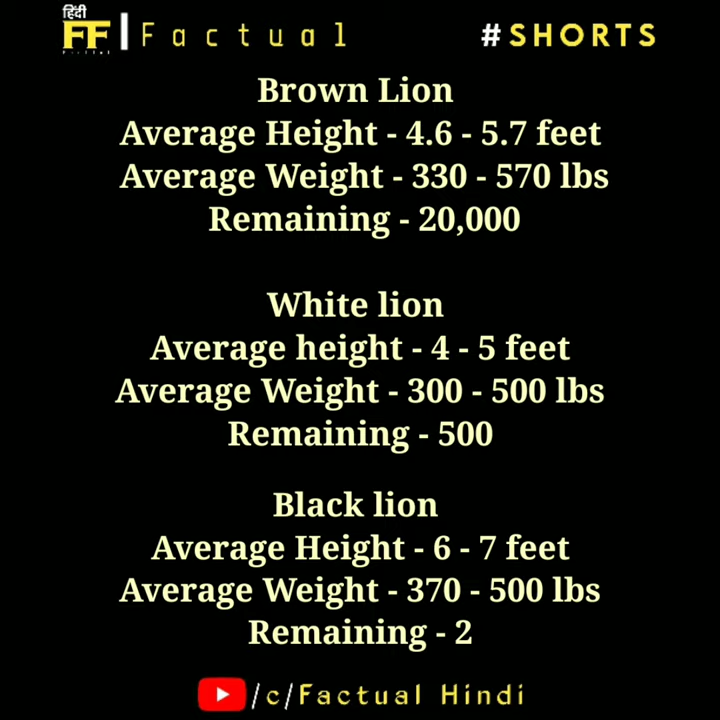 हिंदी
FF | Factual #SHORTS
Brown Lion
Average Height - 4.6 - 5.7 feet
Average Weight - 330 - 570 lbs
Remaining - 20,000
White lion
Average height - 4 - 5 feet
Average Weight - 300 - 500 lbs
Remaining - 500
Black lion
Average Height - 6 - 7 feet
Average Weight - 370 - 500 lbs
Remaining - 2
/c/Factual Hindi